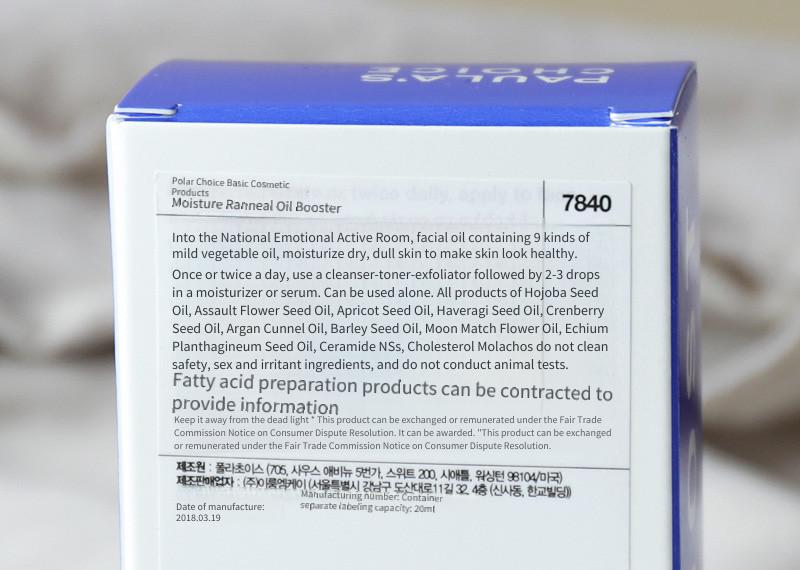 PAULA'S
CHOICE
Polar Choice Basic Cosmetic
Products
Moisture Ranneal Oil Booster
7840
Into the National Emotional Active Room, facial oil containing 9 kinds of
mild vegetable oil, moisturize dry, dull skin to make skin look healthy.
Once or twice a day, use a cleanser-toner-exfoliator followed by 2-3 drops
in a moisturizer or serum. Can be used alone. All products of Hojoba Seed
Oil, Assault Flower Seed Oil, Apricot Seed Oil, Haveragi Seed Oil, Crenberry
Seed Oil, Argan Cunnel Oil, Barley Seed Oil, Moon Match Flower Oil, Echium
Planthagineum Seed Oil, Ceramide NSs, Cholesterol Molachos do not clean
safety, sex and irritant ingredients, and do not conduct animal tests.
Fatty acid preparation products can be contracted to
provide information
Keep it away from the dead light * This product can be exchanged or remunerated under the Fair Trade
Commission Notice on Consumer Dispute Resolution. It can be awarded. "This product can be exchanged
or remunerated under the Fair Trade Commission Notice on Consumer Dispute Resolution.
제조원 : 폴라초이스 (705, 사우스 애비뉴 5번가, 스위트 200, 시애틀, 워싱턴 98104/미국)
제조판매업자 : (주)이룸엠케이 (서울특별시 강남구 도산대로11길 32, 4층 (신사동, 한교빌딩))
Manufacturing number: Container
separate labeling capacity: 20ml
Date of manufacture:
2018.03.19